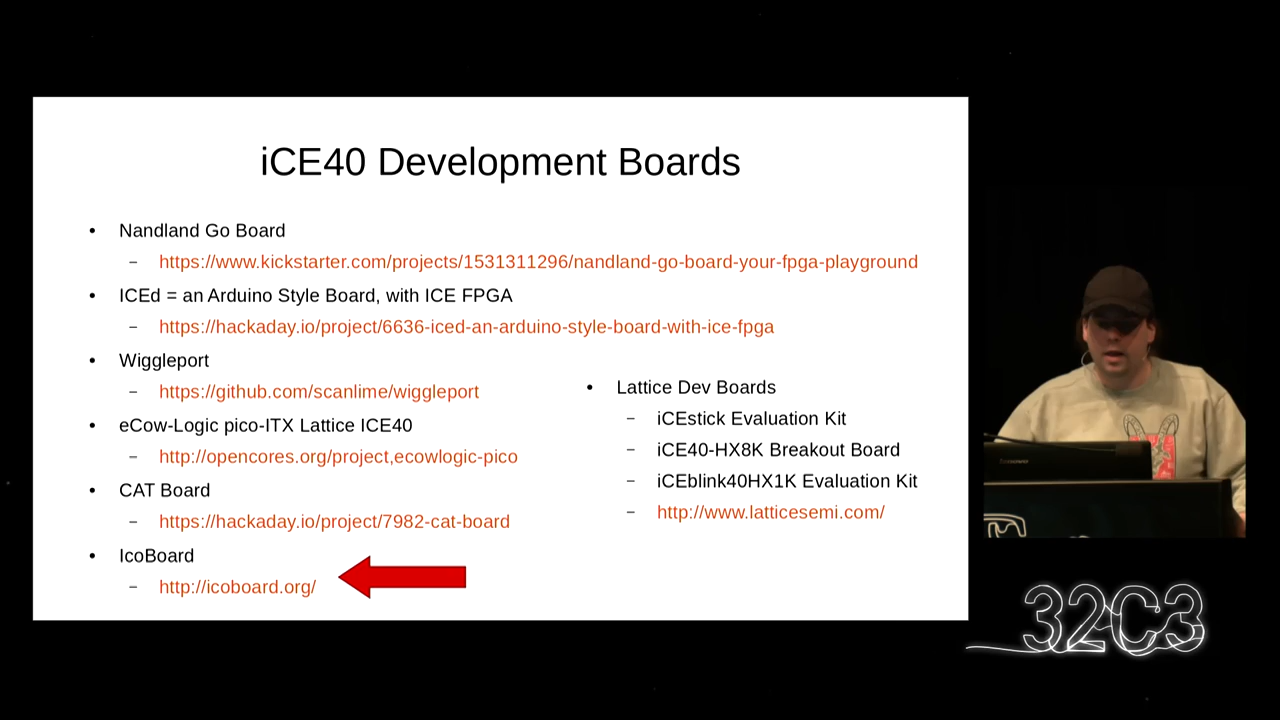 iCE40 Development Boards
• Nandland Go Board
– https://www.kickstarter.com/projects/1531311296/nandland-go-board-your-fpga-playground
• ICEd = an Arduino Style Board, with ICE FPGA
– https://hackaday.io/project/6636-iced-an-arduino-style-board-with-ice-fpga
• Wiggleport
– https://github.com/scanlime/wiggleport
• eCow-Logic pico-ITX Lattice ICE40
– http://opencores.org/project,ecowlogic-pico
• CAT Board
– https://hackaday.io/project/7982-cat-board
• IcoBoard
– http://icoboard.org/
• Lattice Dev Boards
– iCEstick Evaluation Kit
– iCE40-HX8K Breakout Board
– iCEblink40HX1K Evaluation Kit
– http://www.latticesemi.com/
32C3